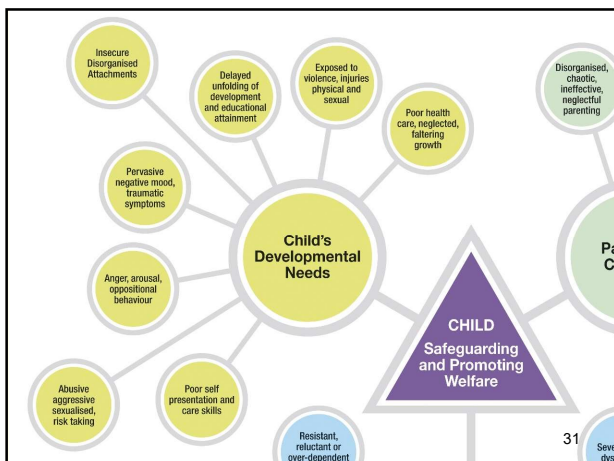 Insecure
Disorganised
Attachments
Delayed
unfolding of
development
and educational
attainment
Exposed to
violence, injuries
physical and
sexual
Poor health
care, neglected,
faltering
growth
Disorganised,
chaotic,
ineffective,
neglectful
parenting
Pervasive
negative mood,
traumatic
symptoms
Child's
Developmental
Needs
Anger, arousal,
oppositional
behaviour
CHILD
Safeguarding
and Promoting
Welfare
Abusive
aggressive
sexualised,
risk taking
Poor self
presentation and
care skills
Resistant,
reluctant or
over-dependent
31